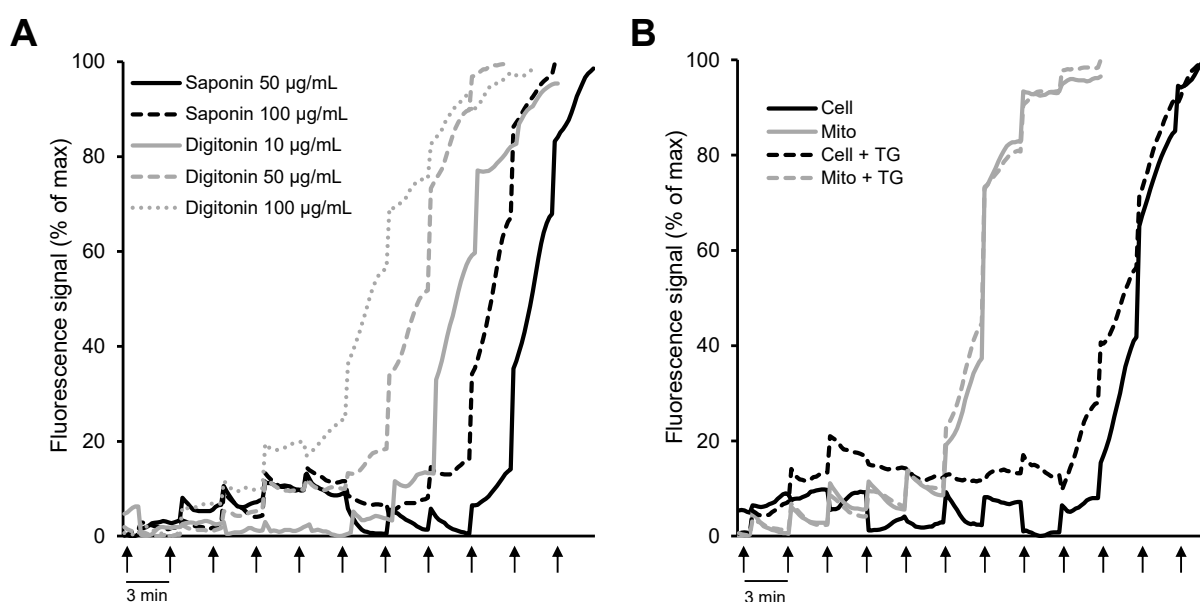 A
Fluorescence signal (% of max)
100
80
60
40
20
0
Saponin 50 µg/mL
Saponin 100 µg/mL
Digitonin 10 µg/mL
Digitonin 50 µg/mL
Digitonin 100 µg/mL
3 min
B
Fluorescence signal (% of max)
100
80
60
40
20
0
Cell
Mito
Cell + TG
Mito + TG
3 min